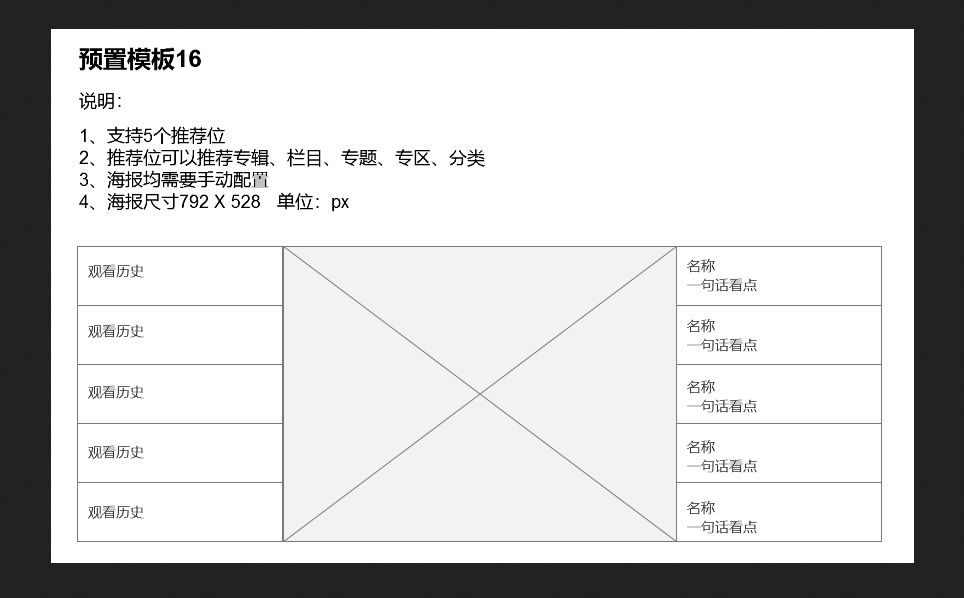 预置模板16
说明：
1、支持5个推荐位
2、推荐位可以推荐专辑、栏目、专题、专区、分类
3、海报均需要手动配置
4、海报尺寸792 X 528 单位：px
观看历史
观看历史
观看历史
观看历史
观看历史
名称
一句话看点
名称
一句话看点
名称
一句话看点
名称
一句话看点
名称
一句话看点